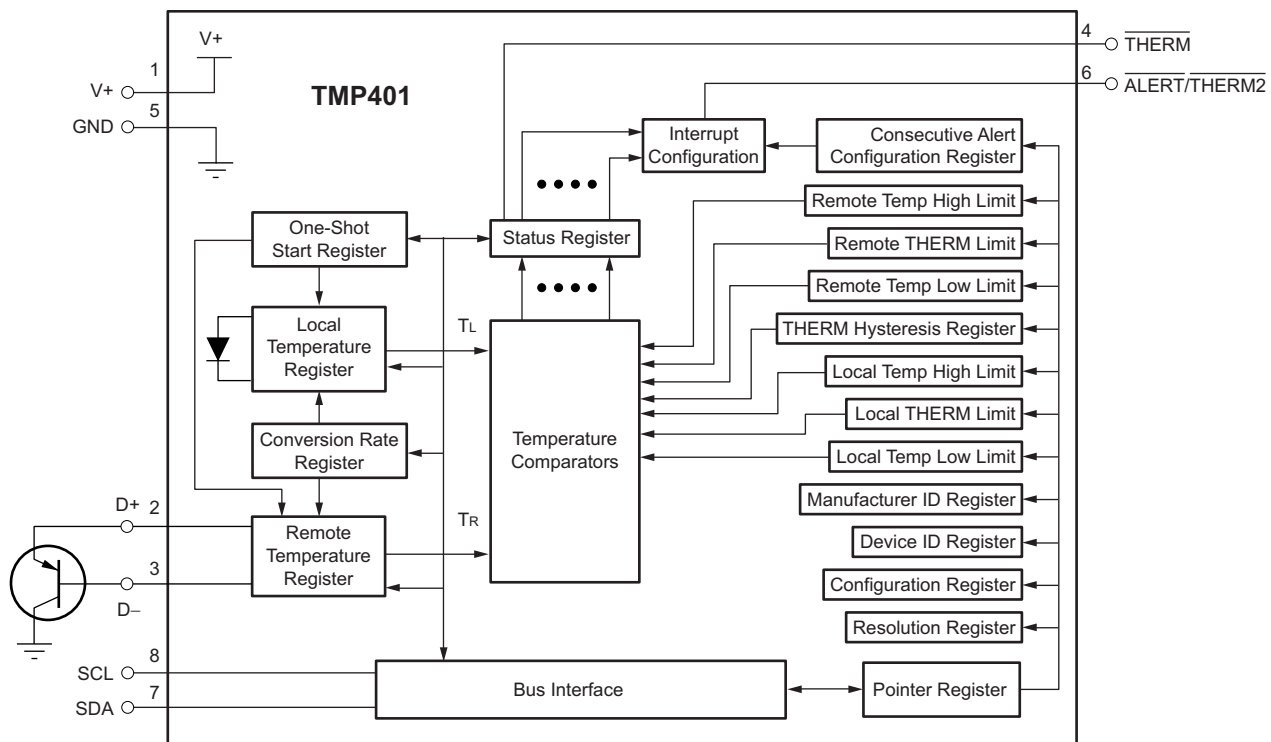 V+
1
V+
5
GND
TMP401
4
THERM
6
ALERT/THERM2
Interrupt
Configuration
Consecutive Alert
Configuration Register
Remote Temp High Limit
One-Shot
Start Register
Status Register
Remote THERM Limit
Remote Temp Low Limit
Local
Temperature
Register
TL
THERM Hysteresis Register
Local Temp High Limit
Local THERM Limit
Conversion Rate
Register
Temperature
Comparators
Local Temp Low Limit
Manufacturer ID Register
D+
2
Remote
Temperature
Register
TR
Device ID Register
3
D−
Configuration Register
Resolution Register
8
SCL
7
SDA
Bus Interface
Pointer Register